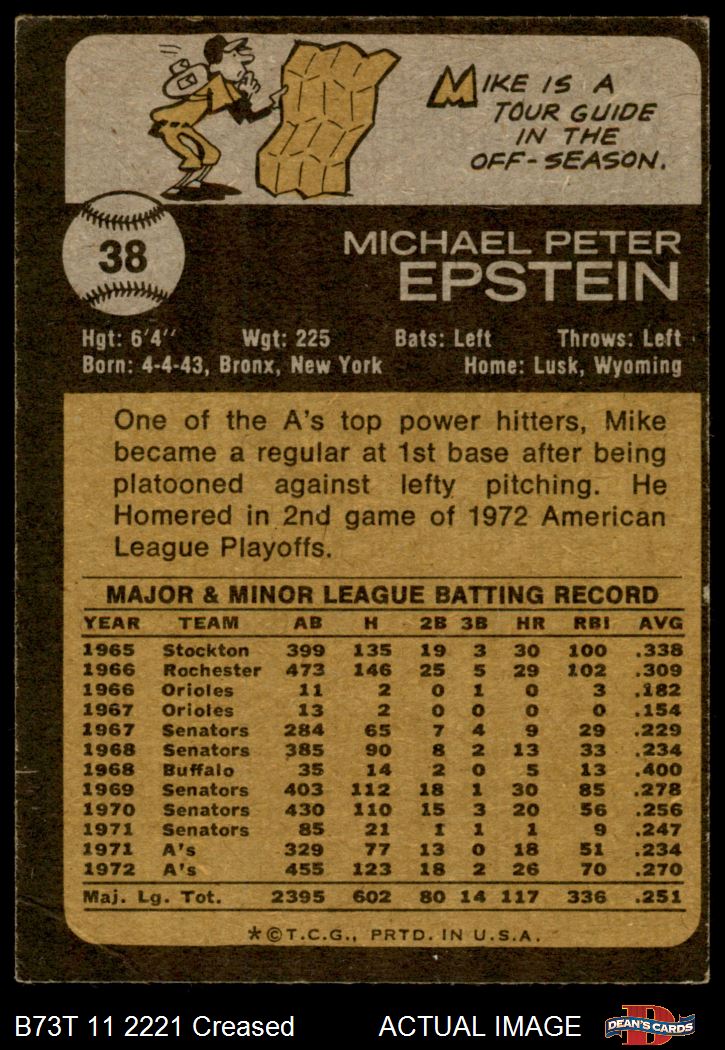 MIKE IS A
TOUR GUIDE
IN THE
OFF-SEASON.
38
MICHAEL PETER
EPSTEIN
Hgt: 6'4'' Wgt: 225 Bats: Left Throws: Left
Born: 4-4-43, Bronx, New York Home: Lusk, Wyoming
One of the A's top power hitters, Mike
became a regular at 1st base after being
platooned against lefty pitching. He
Homered in 2nd game of 1972 American
League Playoffs.
MAJOR & MINOR LEAGUE BATTING RECORD
YEAR TEAM AB H 2B 3B HR RBI AVG
1965 Stockton 399 135 19 3 30 100 .338
1966 Rochester 473 146 25 5 29 102 .309
1966 Orioles 11 2 0 1 0 3 .182
1967 Orioles 13 2 0 0 0 0 .154
1967 Senators 284 65 7 4 9 29 .229
1968 Senators 385 90 8 2 13 33 .234
1968 Buffalo 35 14 2 0 5 13 .400
1969 Senators 403 112 18 1 30 85 .278
1970 Senators 430 110 15 3 20 56 .256
1971 Senators 85 21 1 1 1 9 .247
1971 A's 329 77 13 0 18 51 .234
1972 A's 455 123 18 2 26 70 .270
Maj. Lg. Tot. 2395 602 80 14 117 336 .251
*©T.C.G., PRTD. IN U.S.A.
B73T 11 2221 Creased ACTUAL IMAGE
D
DEAN'S CARDS